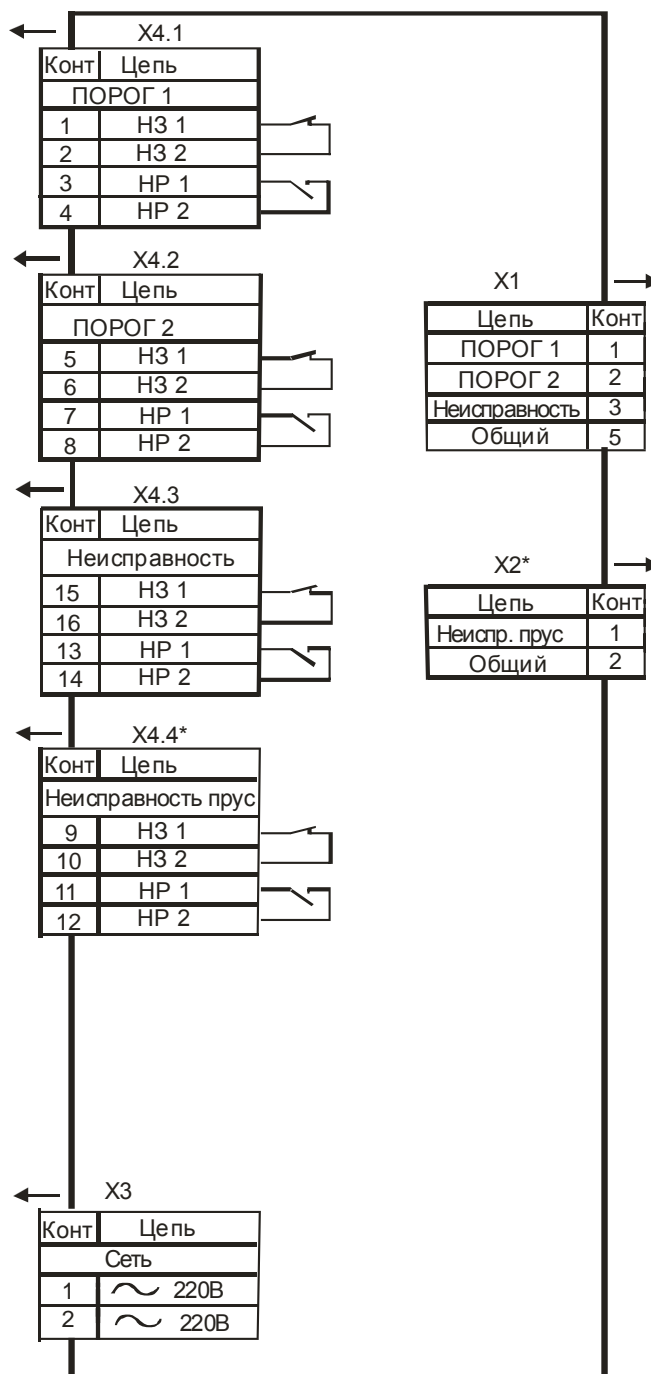 X4.1
Конт Цепь
ПОРОГ 1
1 НЗ 1
2 НЗ 2
3 НР 1
4 НР 2
X4.2
Конт Цепь
ПОРОГ 2
5 НЗ 1
6 НЗ 2
7 НР 1
8 НР 2
X4.3
Конт Цепь
Неисправность
15 НЗ 1
16 НЗ 2
13 НР 1
14 НР 2
X4.4*
Конт Цепь
Неисправность прус
9 НЗ 1
10 НЗ 2
11 НР 1
12 НР 2
X3
Конт Цепь
Сеть
1 220В
2 220В
X1
Цепь Конт
ПОРОГ 1 1
ПОРОГ 2 2
Неисправность 3
Общий 5
X2*
Цепь Конт
Неиспр. прус 1
Общий 2